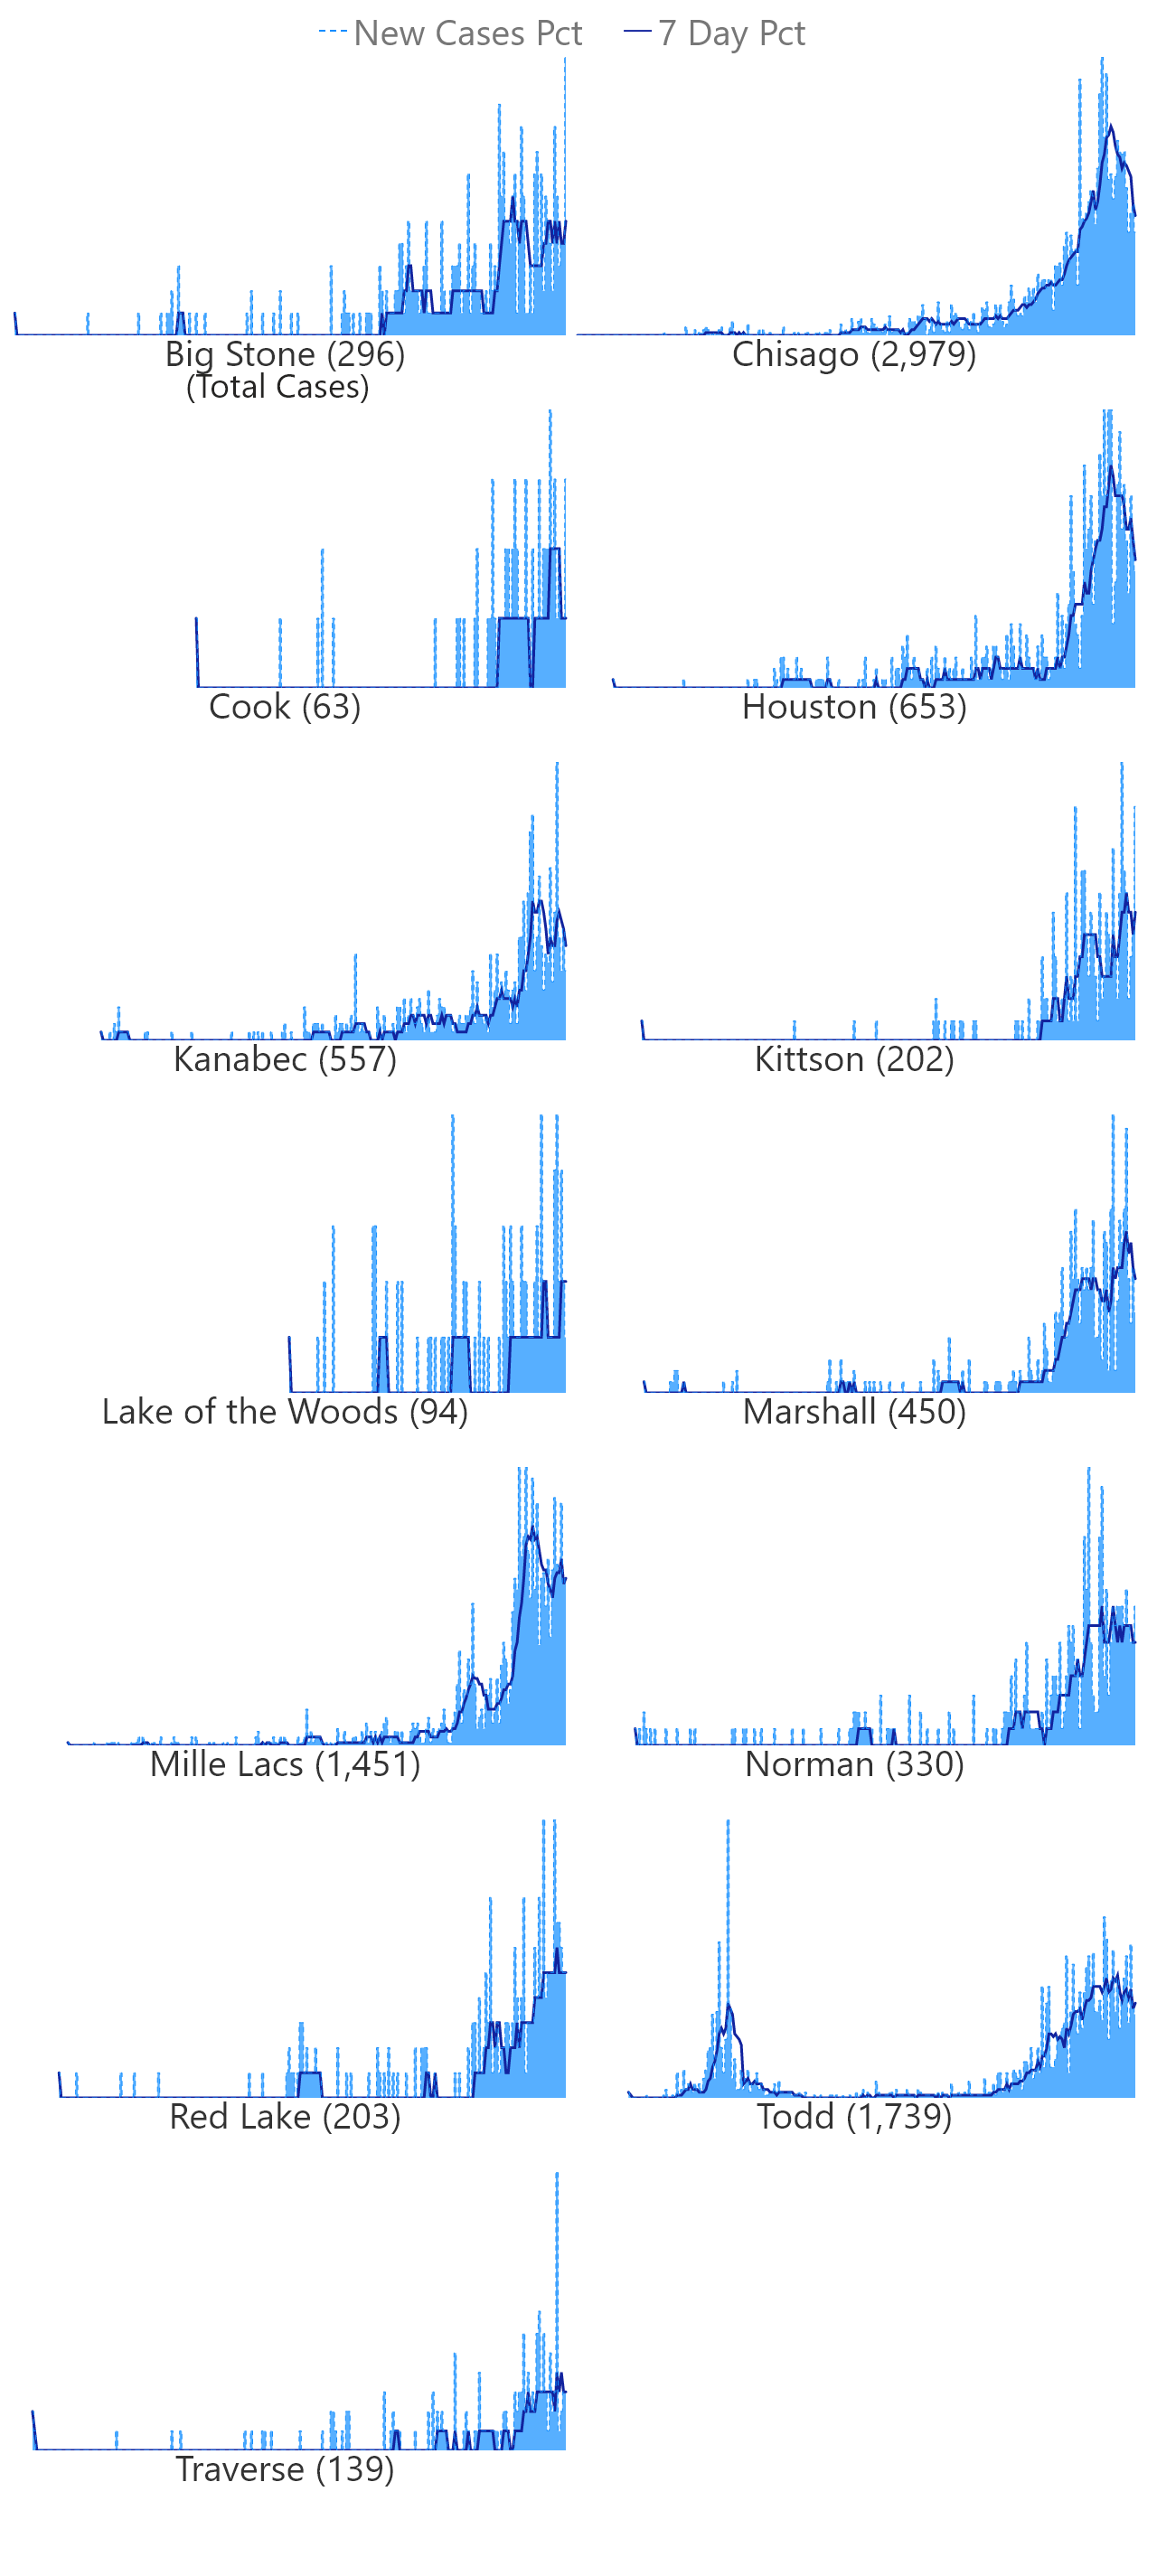 New Cases Pct 7 Day Pct
Big Stone (296)
(Total Cases)
Chisago (2,979)
Cook (63)
Houston (653)
Kanabec (557)
Kittson (202)
Lake of the Woods (94)
Marshall (450)
Mille Lacs (1,451)
Norman (330)
Red Lake (203)
Todd (1,739)
Traverse (139)